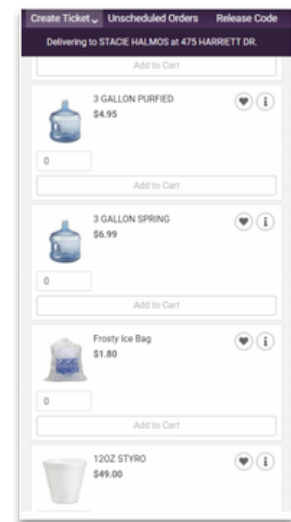 Create Ticket Unscheduled Orders Release Code
Delivering to STACIE HALMOS at 475 HARRIETT DR.
Add to Cart
3 GALLON PURFIED
$4.95
0
Add to Cart
3 GALLON SPRING
$6.99
0
Add to Cart
Frosty Ice Bag
$1.80
0
Add to Cart
12OZ STYRO
$49.00